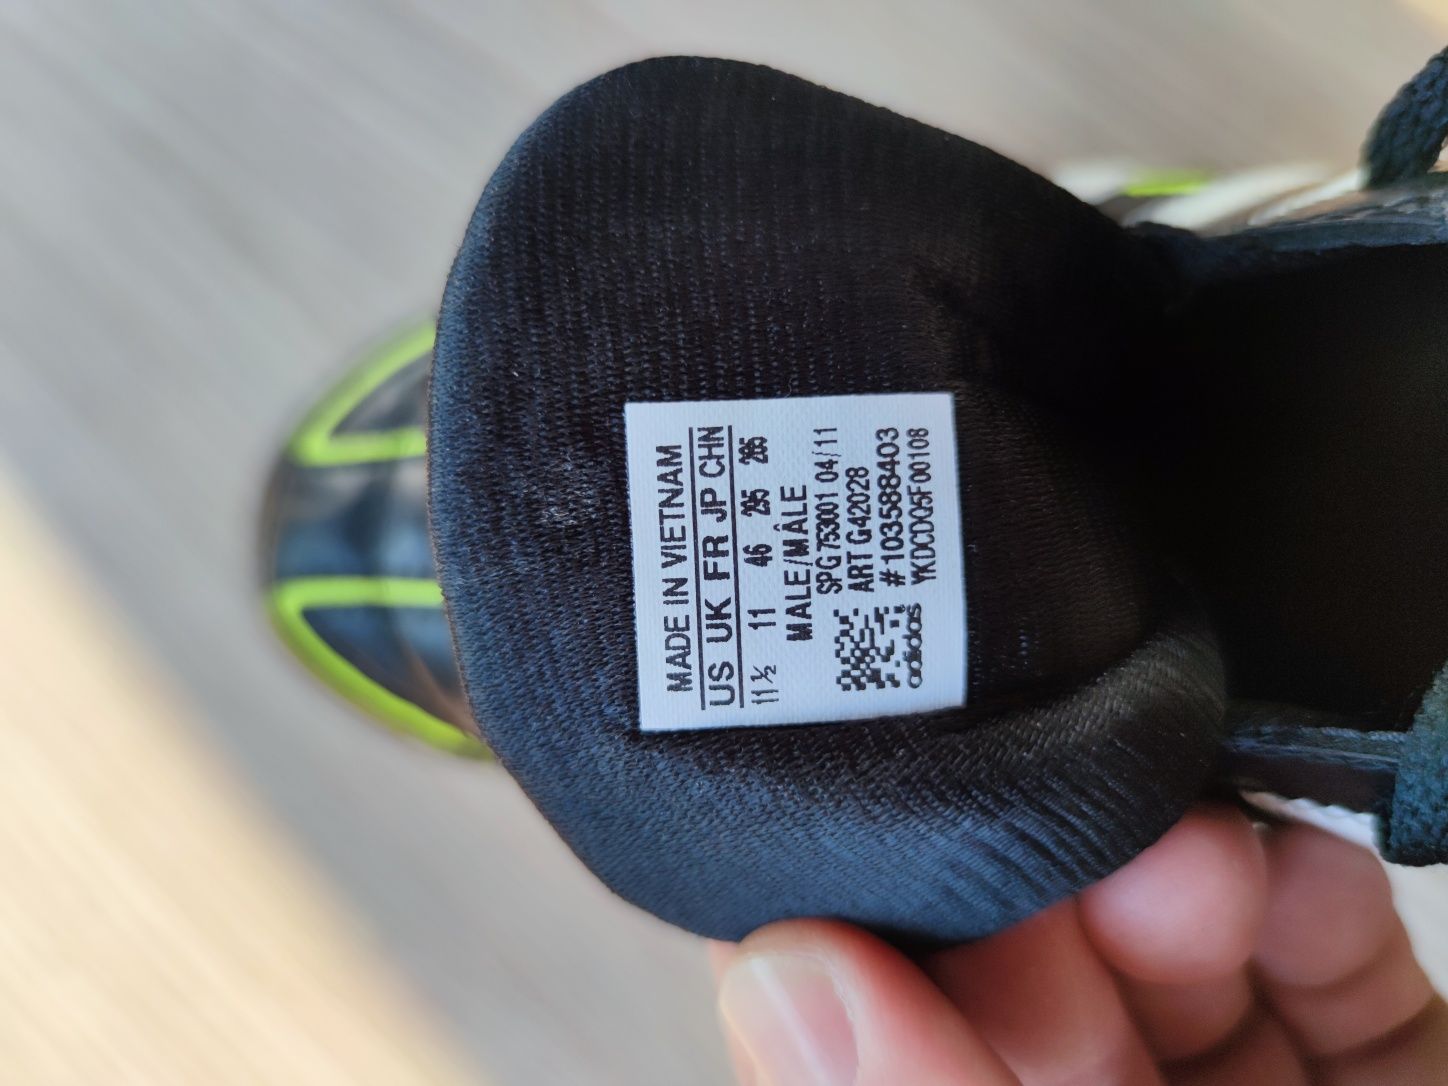 MADE IN VIETNAM
US UK FR JP CHN
11½ 11 46 295 285
MALE/MÂLE
SPG 753001 04/11
ART G42028
#103588403
adidas YKDCDQ5F00108